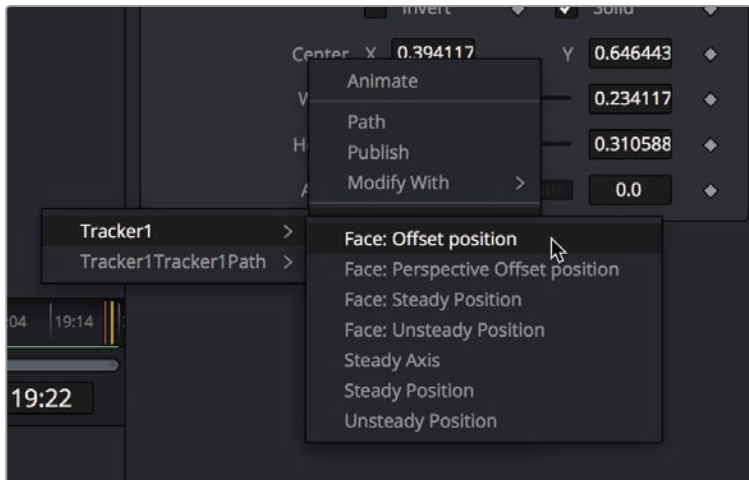 Invert Solid
Center X 0.394117 Y 0.646443
Animate
W 0.234117
Path
Publish
He 0.310588
Modify With >
A 0.0
Tracker1 >
Face: Offset position
Tracker1Tracker1Path >
Face: Perspective Offset position
Face: Steady Position
Face: Unsteady Position
:04 19:14
Steady Axis
Steady Position
19:22
Unsteady Position